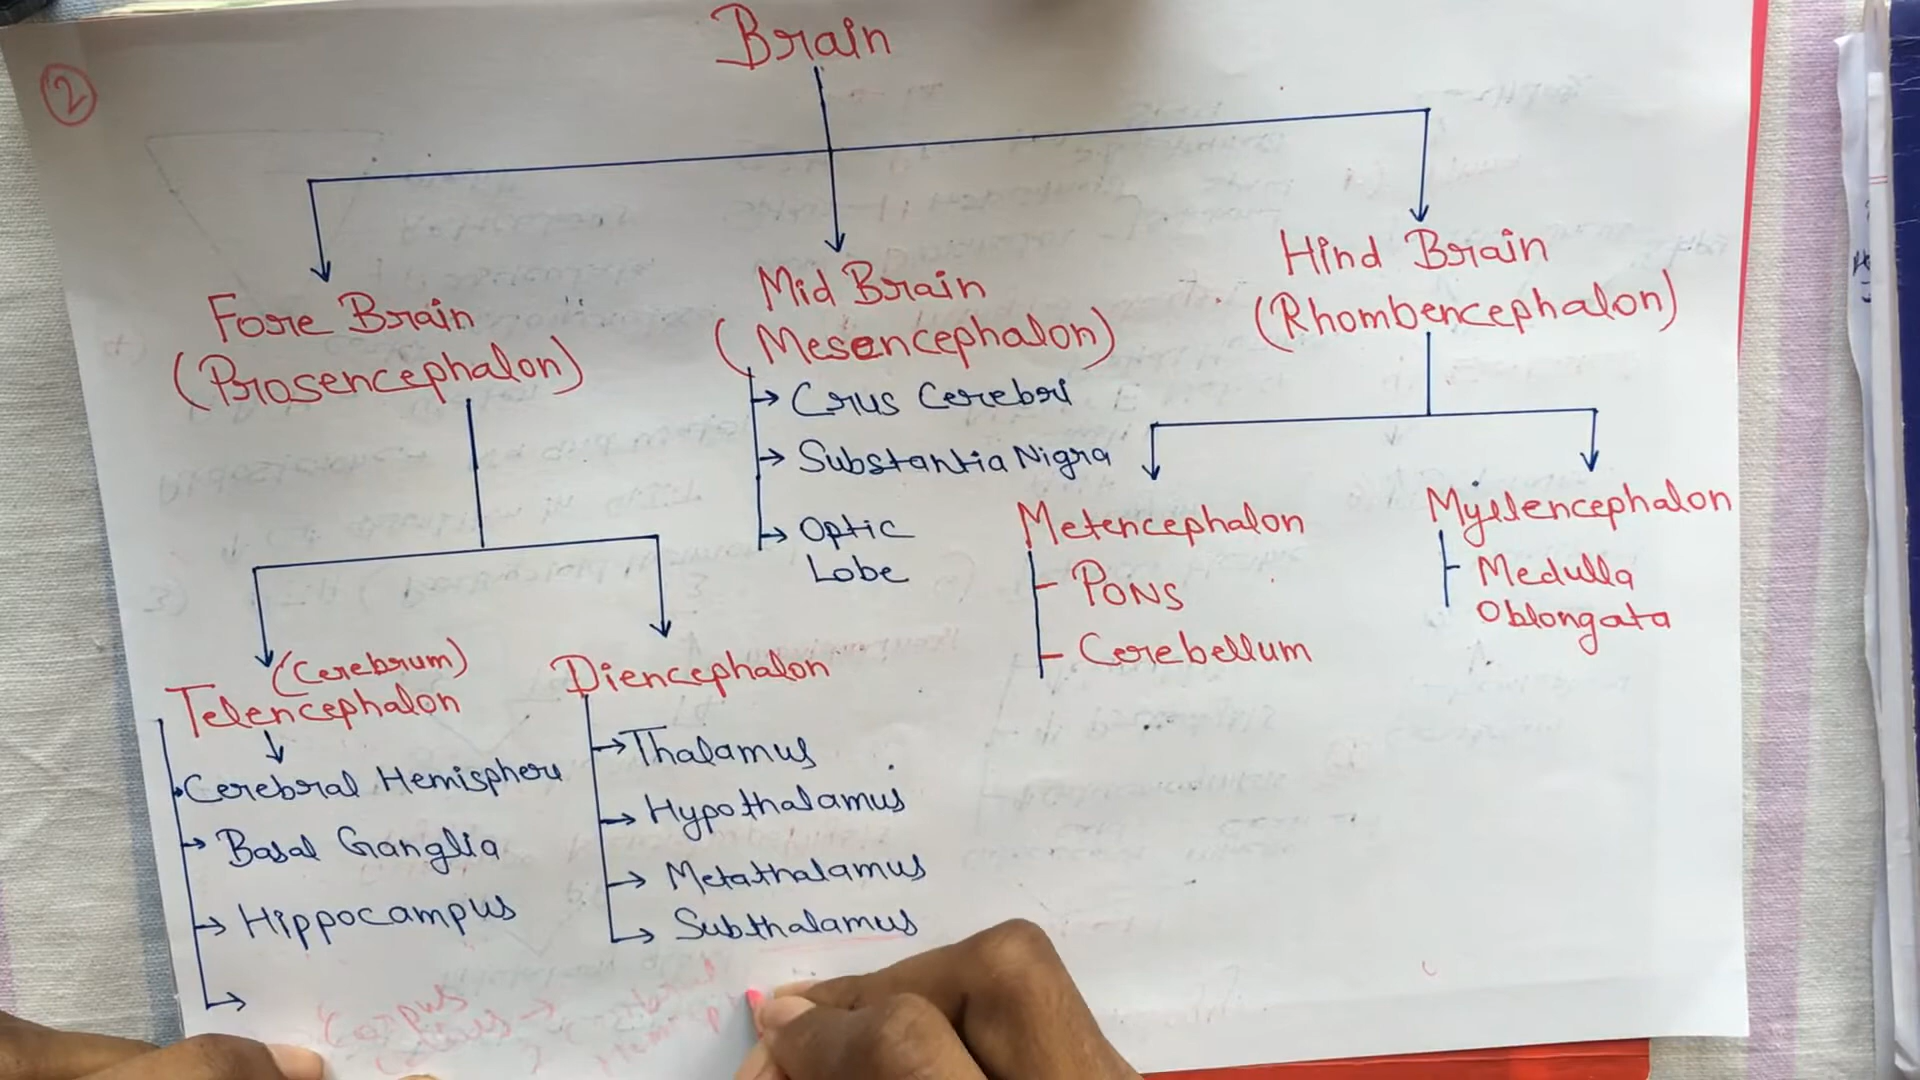 2
Brain
Fore Brain
(Prosencephalon)
Mid Brain
(Mesencephalon)
Crus Cerebri
Substantia Nigra
Optic
Lobe
Hind Brain
(Rhombencephalon)
Metencephalon
PONS
Cerebellum
Myelencephalon
Medulla
Oblongata
(Cerebrum)
Telencephalon
Cerebral Hemisphere
Basal Ganglia
Hippocampus
Diencephalon
Thalamus
Hypothalamus
Metathalamus
Subthalamus
Corpus